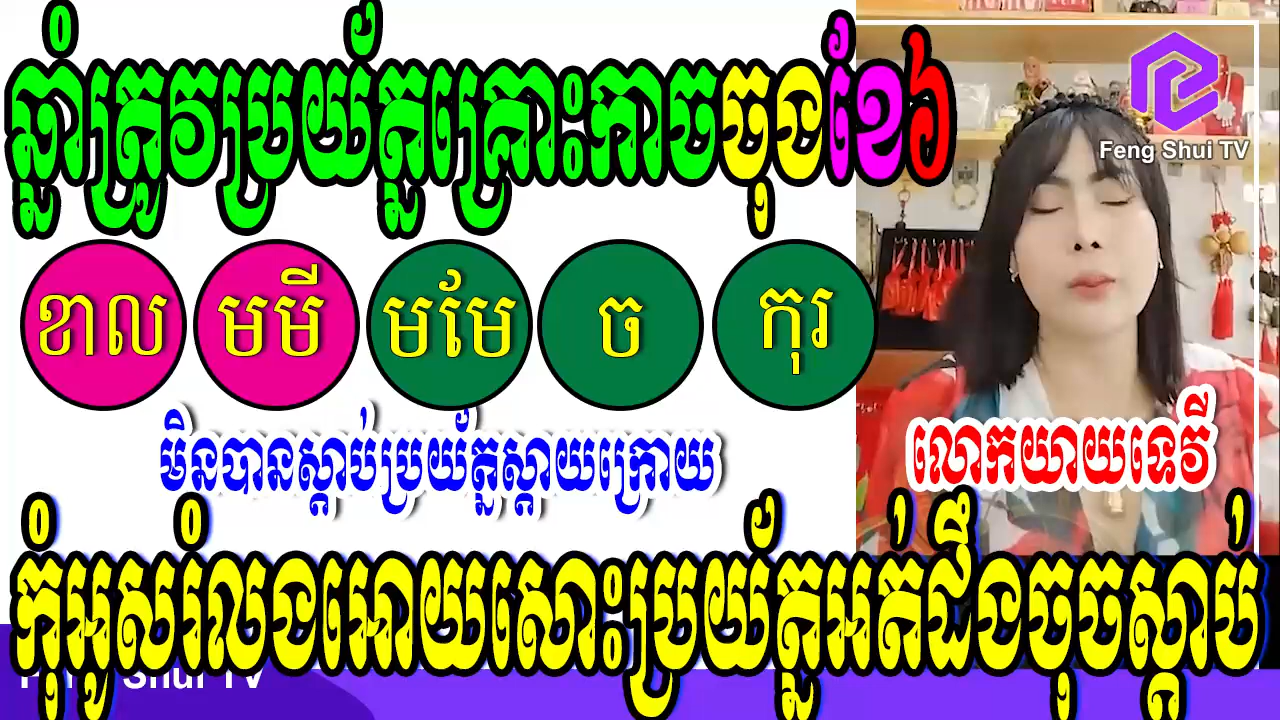 ឆ្នាំត្រូវប្រយ័ត្នគ្រោះកាចចុងខែ៦
Feng Shui TV
ខាល
មមី
មមែ
ច
កុរ
មិនបានស្តាប់ប្រយ័ត្នស្តាយក្រោយ
លោកយាយទេវី
កុំអូសរំលងអោយសោះប្រយ័ត្នអត់ដឹងចុចស្តាប់
Feng Shui TV